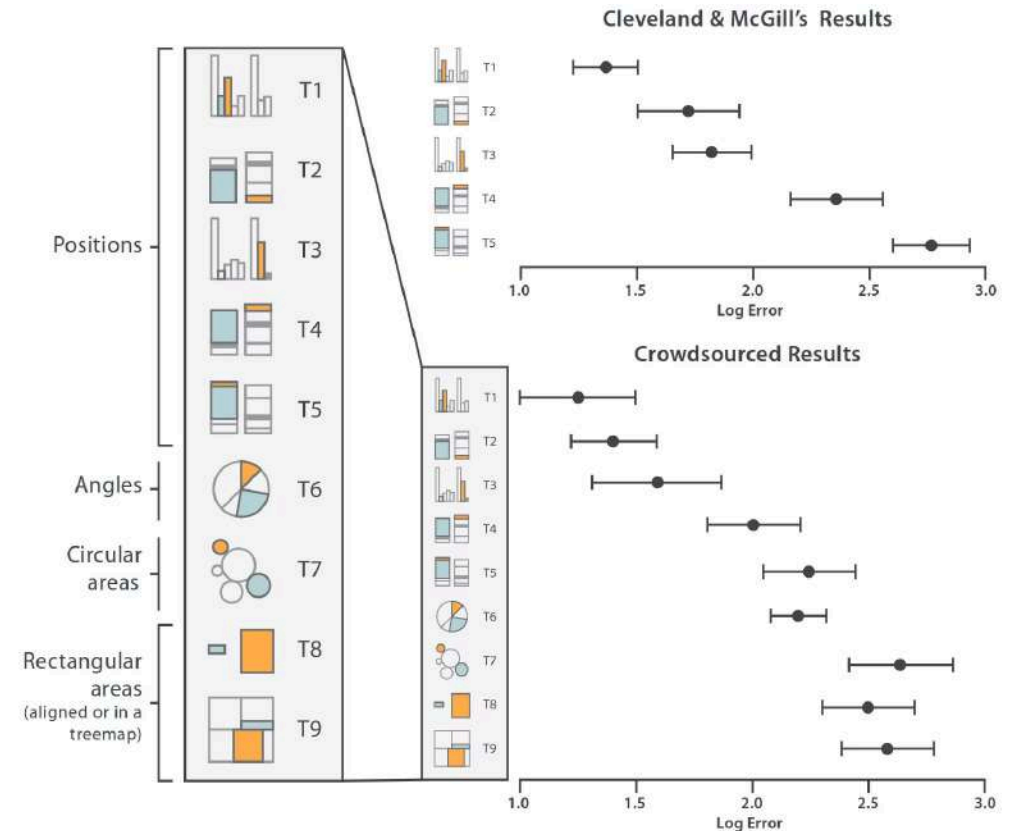 Positions
Angles
Circular
areas
Rectangular
areas
(aligned or in a
treemap)
T1
T2
T3
T4
T5
T6
T7
T8
T9
Cleveland & McGill's Results
T1
T2
T3
T4
T5
1.0 1.5 2.0 2.5 3.0
Log Error
Crowdsourced Results
T1
T2
T3
T4
T5
T6
T7
T8
T9
1.0 1.5 2.0 2.5 3.0
Log Error